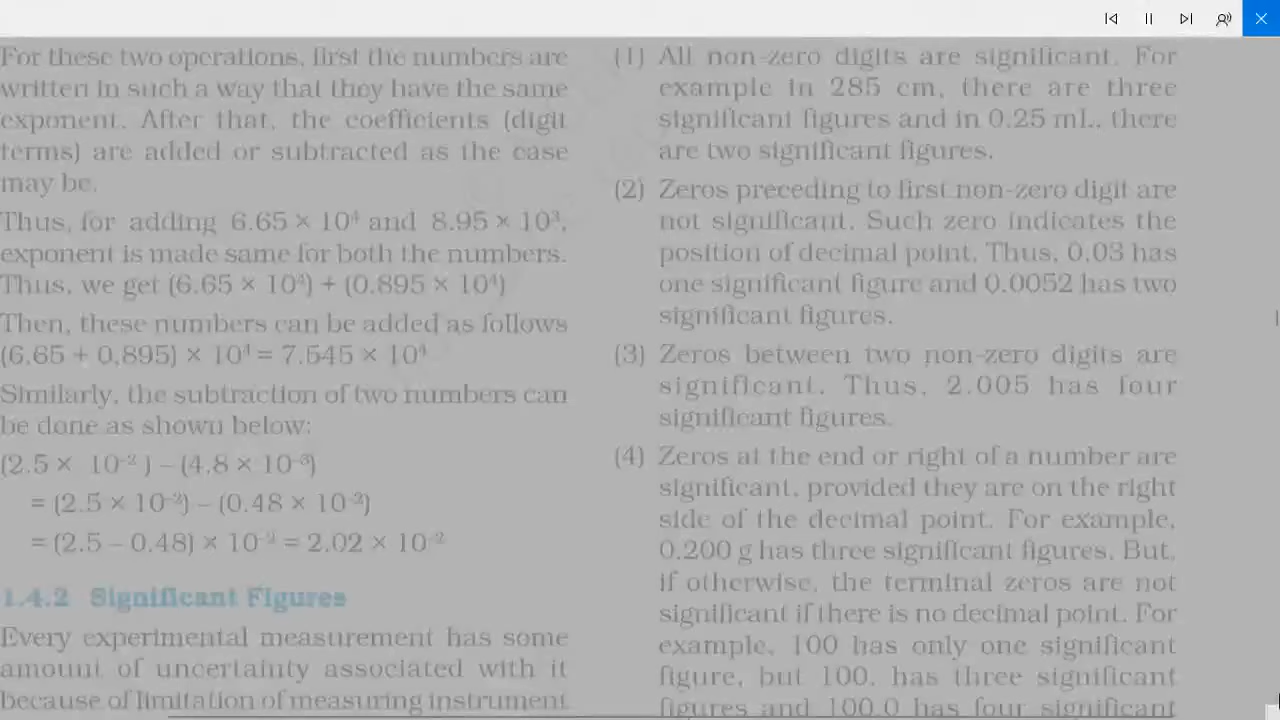 For these two operations, first the numbers are
written in such a way that they have the same
exponent. After that, the coefficients (digit
terms) are added or subtracted as the case
may be.
Thus, for adding 6.65 × 10⁴ and 8.95 × 10³,
exponent is made same for both the numbers.
Thus, we get (6.65 × 10⁴) + (0.895 × 10⁴)
Then, these numbers can be added as follows
(6.65 + 0.895) × 10⁴ = 7.545 × 10⁴
Similarly, the subtraction of two numbers can
be done as shown below:
(2.5 × 10⁻² ) – (4.8 × 10⁻³)
= (2.5 × 10⁻²) – (0.48 × 10⁻²)
= (2.5 – 0.48) × 10⁻² = 2.02 × 10⁻²
1.4.2 Significant Figures
Every experimental measurement has some
amount of uncertainty associated with it
because of limitation of measuring instrument
(1) All non-zero digits are significant. For
example in 285 cm, there are three
significant figures and in 0.25 mL, there
are two significant figures.
(2) Zeros preceding to first non-zero digit are
not significant. Such zero indicates the
position of decimal point. Thus, 0.03 has
one significant figure and 0.0052 has two
significant figures.
(3) Zeros between two non-zero digits are
significant. Thus, 2.005 has four
significant figures.
(4) Zeros at the end or right of a number are
significant, provided they are on the right
side of the decimal point. For example,
0.200 g has three significant figures. But,
if otherwise, the terminal zeros are not
significant if there is no decimal point. For
example, 100 has only one significant
figure, but 100. has three significant
figures and 100.0 has four significant